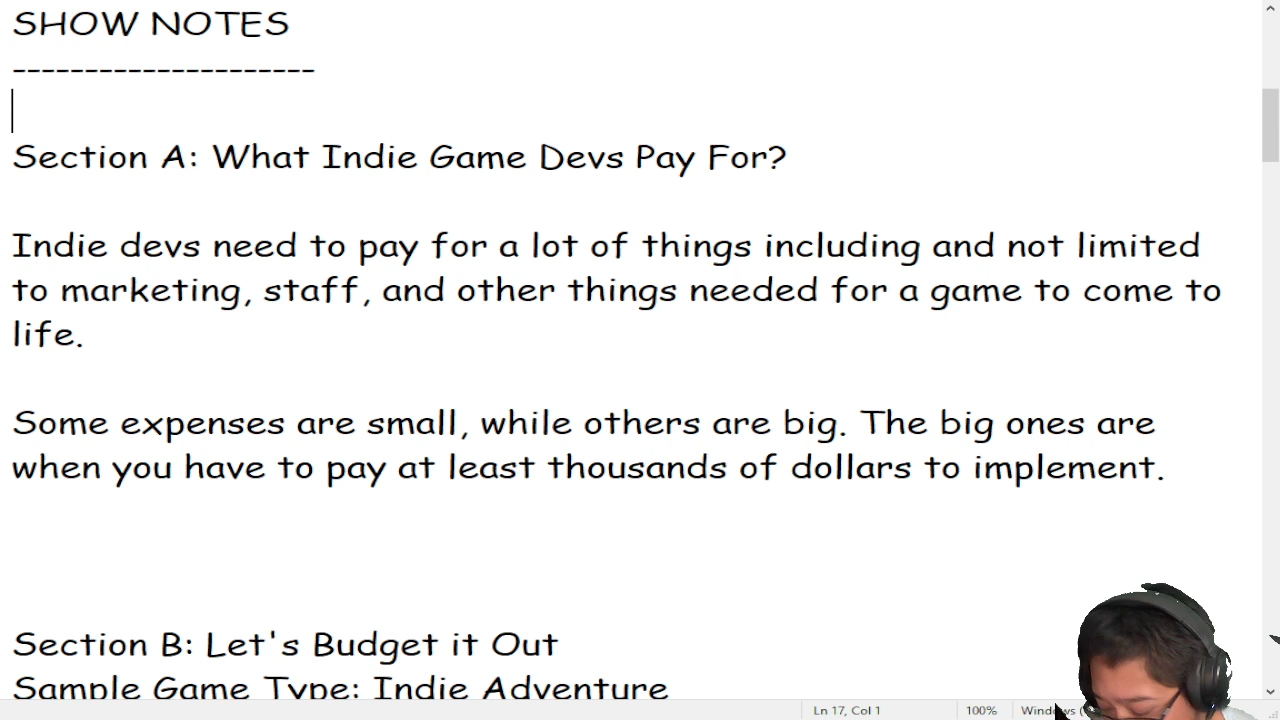 SHOW NOTES
---------------------
Section A: What Indie Game Devs Pay For?
Indie devs need to pay for a lot of things including and not limited
to marketing, staff, and other things needed for a game to come to
life.
Some expenses are small, while others are big. The big ones are
when you have to pay at least thousands of dollars to implement.
Section B: Let's Budget it Out
Sample Game Type: Indie Adventure
Ln 17, Col 1
100%
Windows (